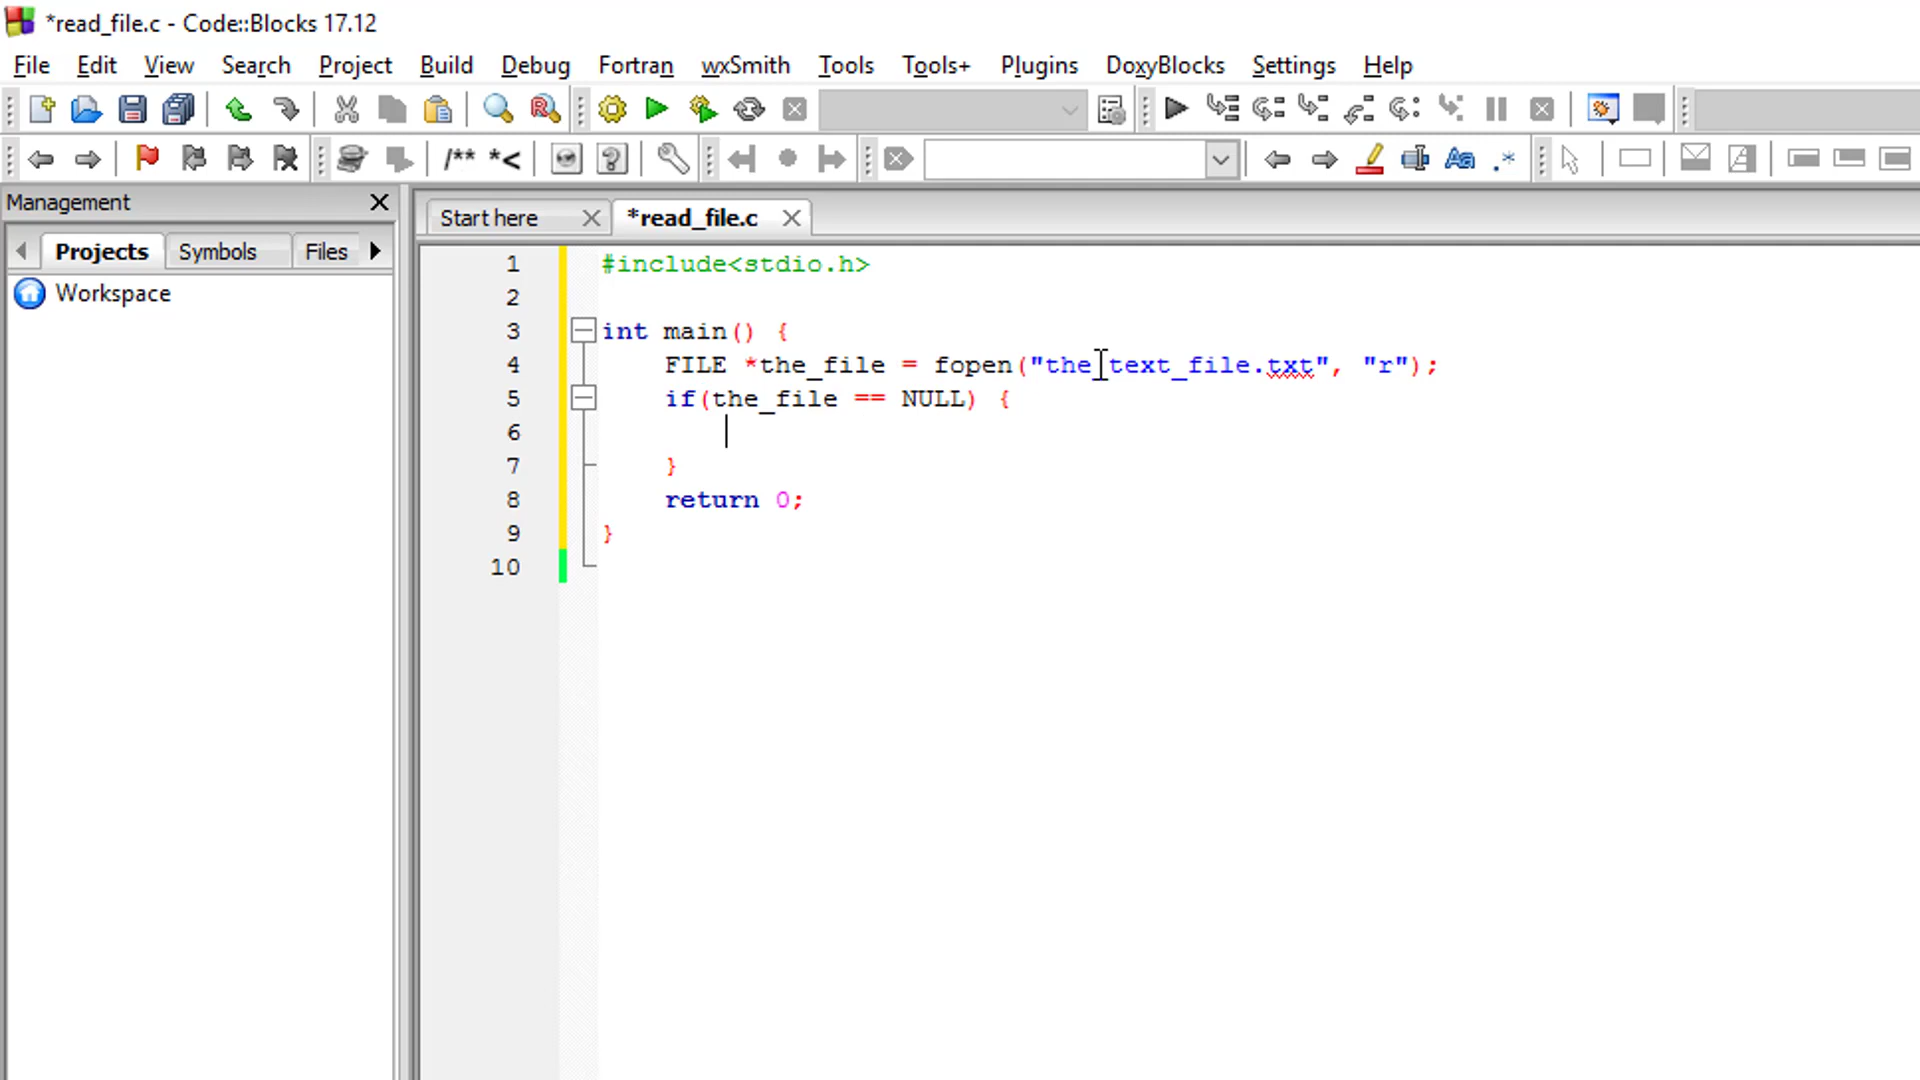 *read_file.c - Code::Blocks 17.12
File Edit View Search Project Build Debug Fortran wxSmith Tools Tools+ Plugins DoxyBlocks Settings Help
/** *<
Aa .*
Management
Projects Symbols Files
Workspace
Start here *read_file.c
1 #include<stdio.h>
2
3 int main() {
4 FILE *the_file = fopen("the_text_file.txt", "r");
5 if(the_file == NULL) {
6
7 }
8 return 0;
9 }
10